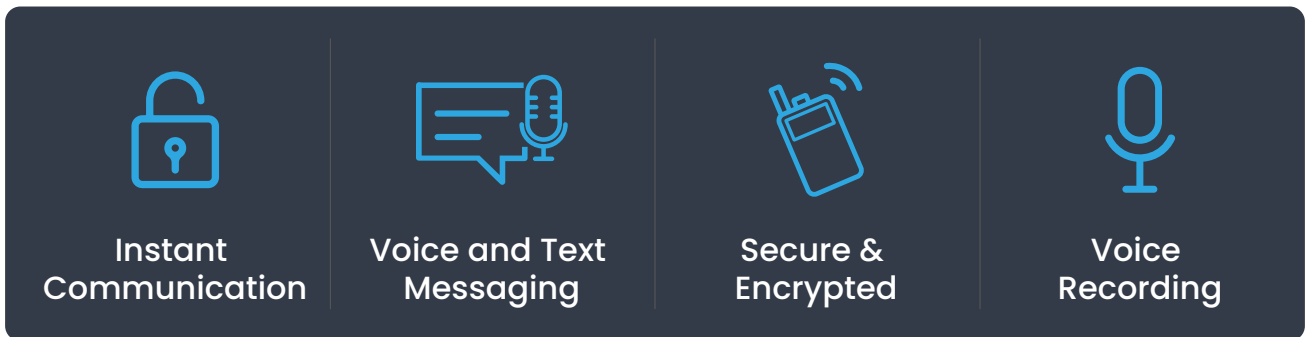 Instant
Communication
Voice and Text
Messaging
Secure &
Encrypted
Voice
Recording